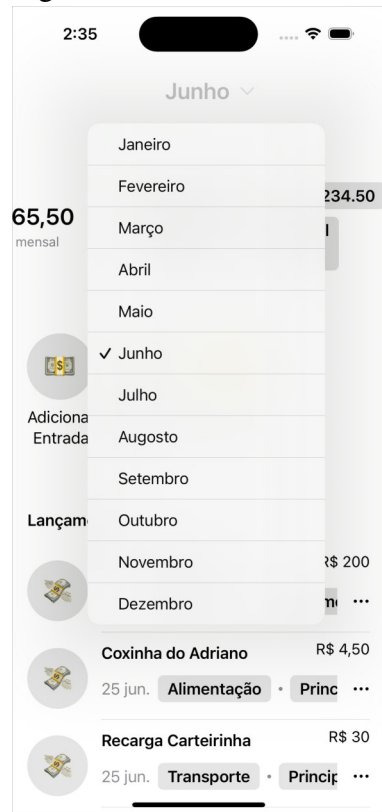 2:35
Junho
Janeiro
Fevereiro
234.50
65,50
Março
mensal
Abril
Maio
Junho
Julho
Adiciona
Entrada
Augosto
Setembro
Lançam
Outubro
Novembro
R$ 200
Dezembro
Coxinha do Adriano
R$ 4,50
25 jun. Alimentação • Princ
Recarga Carteirinha
R$ 30
25 jun. Transporte • Princip